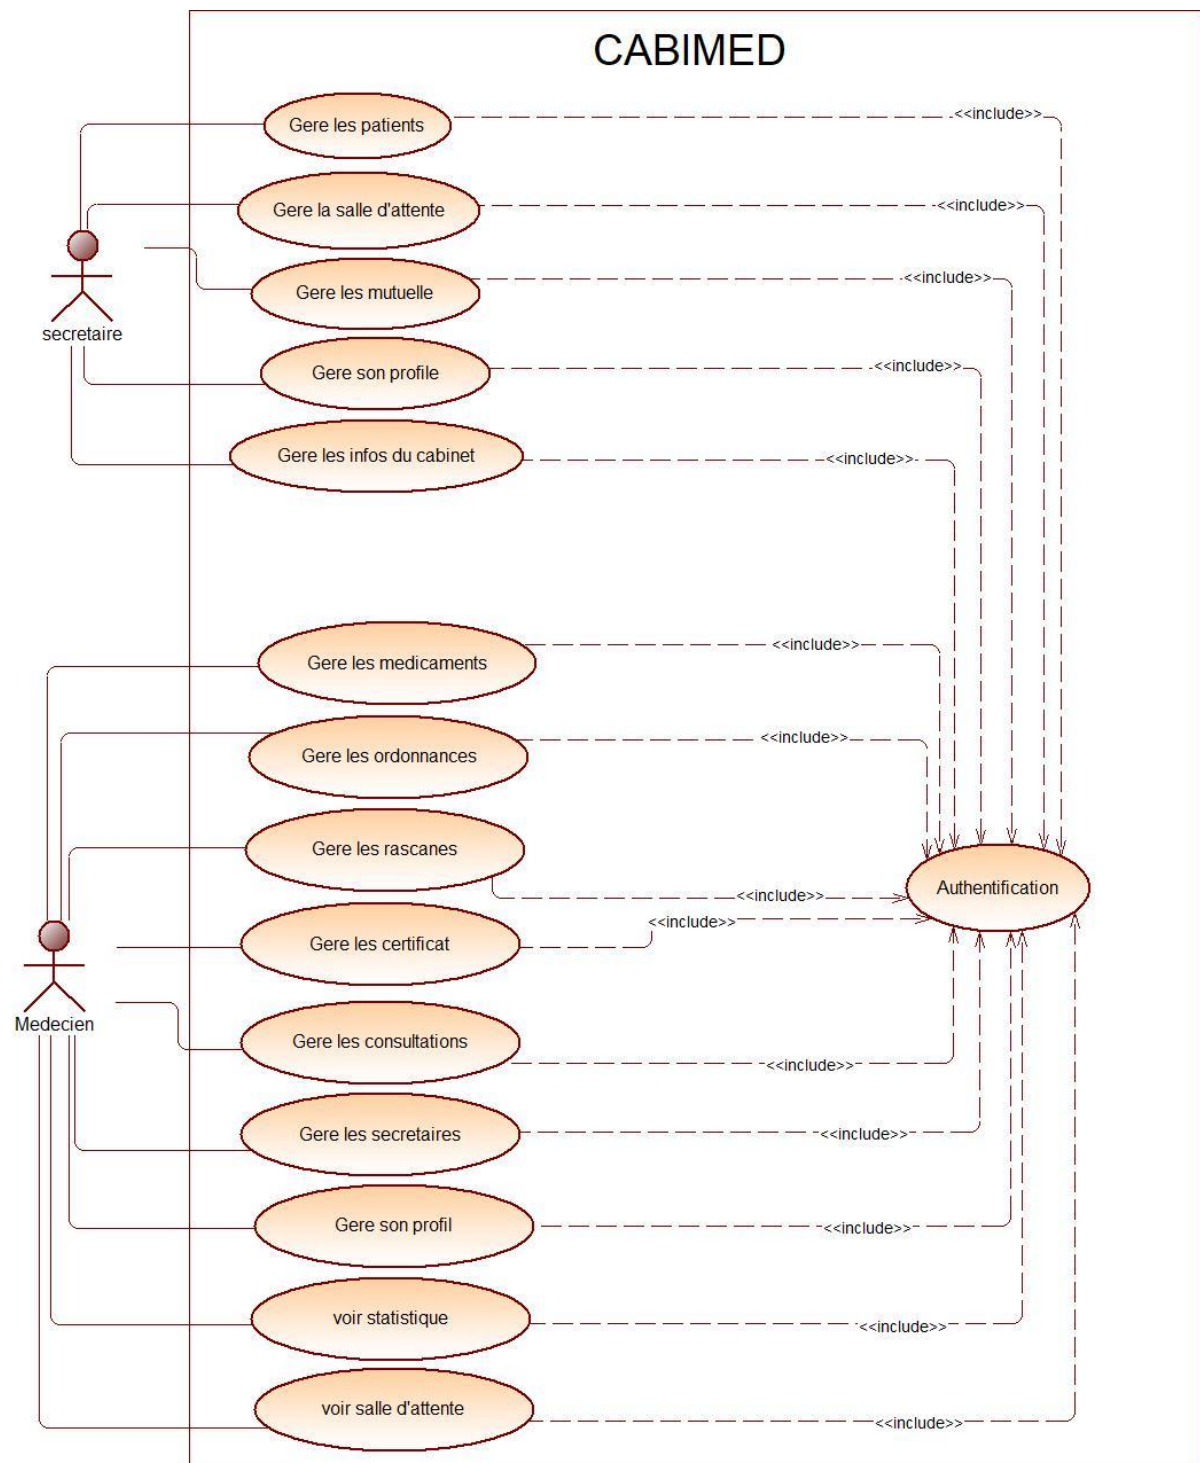 CABIMED
Gere les patients
<<include>>
Gere la salle d'attente
<<include>>
Gere les mutuelle
<<include>>
secretaire
Gere son profile
<<include>>
Gere les infos du cabinet
<<include>>
Gere les medicaments
<<include>>
Gere les ordonnances
<<include>>
Gere les rascanes
<<include>>
Authentification
Gere les certificat
<<include>>
Medecien
Gere les consultations
<<include>>
Gere les secretaires
<<include>>
Gere son profil
<<include>>
voir statistique
<<include>>
voir salle d'attente
<<include>>